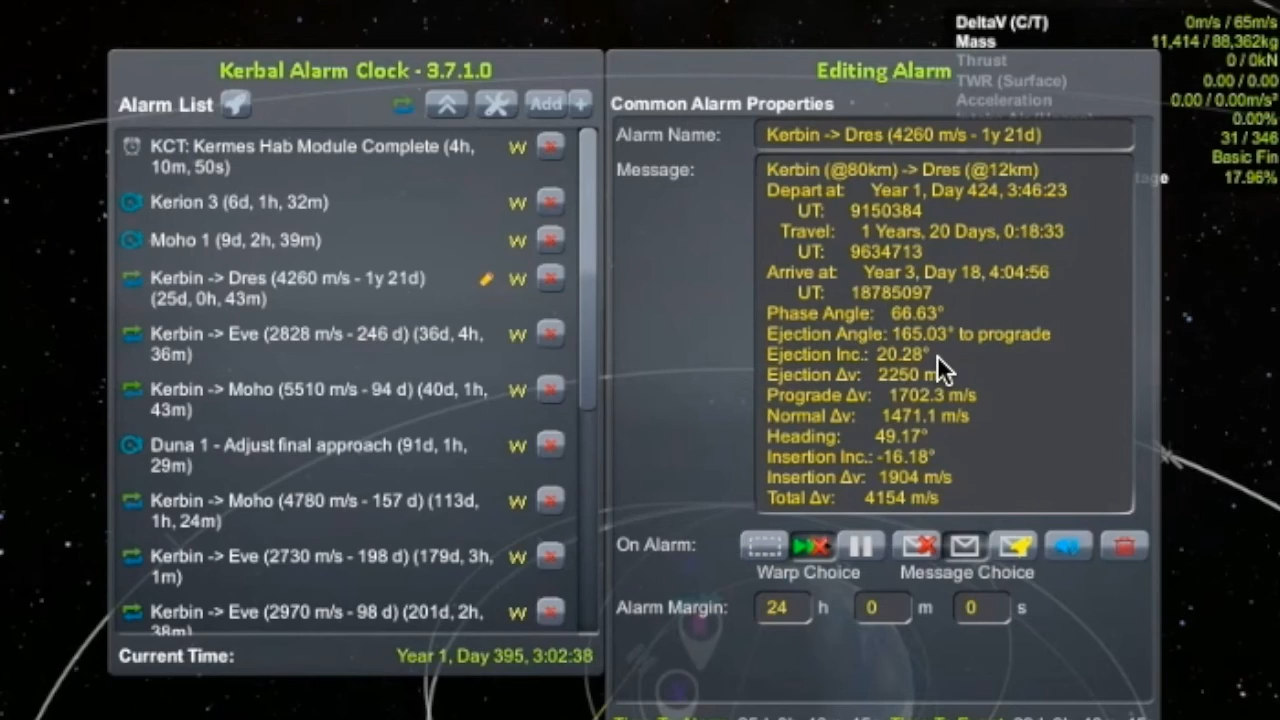 DeltaV (C/T) 0m/s / 65m/s
Mass 11,414 / 88,362kg
Thrust 0 / 0kN
TWR (Surface) 0.00 / 0.00
Acceleration 0.00 / 0.00m/s²
0.00%
31 / 346
Basic Fin
17.96%
Kerbal Alarm Clock - 3.7.1.0
Alarm List Add +
KCT: Kermes Hab Module Complete (4h,
10m, 50s) W
Kerion 3 (6d, 1h, 32m) W
Moho 1 (9d, 2h, 39m) W
Kerbin -> Dres (4260 m/s - 1y 21d)
(25d, 0h, 43m) W
Kerbin -> Eve (2828 m/s - 246 d) (36d, 4h,
36m) W
Kerbin -> Moho (5510 m/s - 94 d) (40d, 1h,
43m) W
Duna 1 - Adjust final approach (91d, 1h,
29m) W
Kerbin -> Moho (4780 m/s - 157 d) (113d,
1h, 24m) W
Kerbin -> Eve (2730 m/s - 198 d) (179d, 3h,
1m) W
Kerbin -> Eve (2970 m/s - 98 d) (201d, 2h,
38m) W
Current Time: Year 1, Day 395, 3:02:38
Editing Alarm
Common Alarm Properties
Alarm Name: Kerbin -> Dres (4260 m/s - 1y 21d)
Message: Kerbin (@80km) -> Dres (@12km)
Depart at: Year 1, Day 424, 3:46:23
UT: 9150384
Travel: 1 Years, 20 Days, 0:18:33
UT: 9634713
Arrive at: Year 3, Day 18, 4:04:56
UT: 18785097
Phase Angle: 66.63°
Ejection Angle: 165.03° to prograde
Ejection Inc.: 20.28°
Ejection Δv: 2250 m
Prograde Δv: 1702.3 m/s
Normal Δv: 1471.1 m/s
Heading: 49.17°
Insertion Inc.: -16.18°
Insertion Δv: 1904 m/s
Total Δv: 4154 m/s
On Alarm:
Warp Choice Message Choice
Alarm Margin: 24 h 0 m 0 s